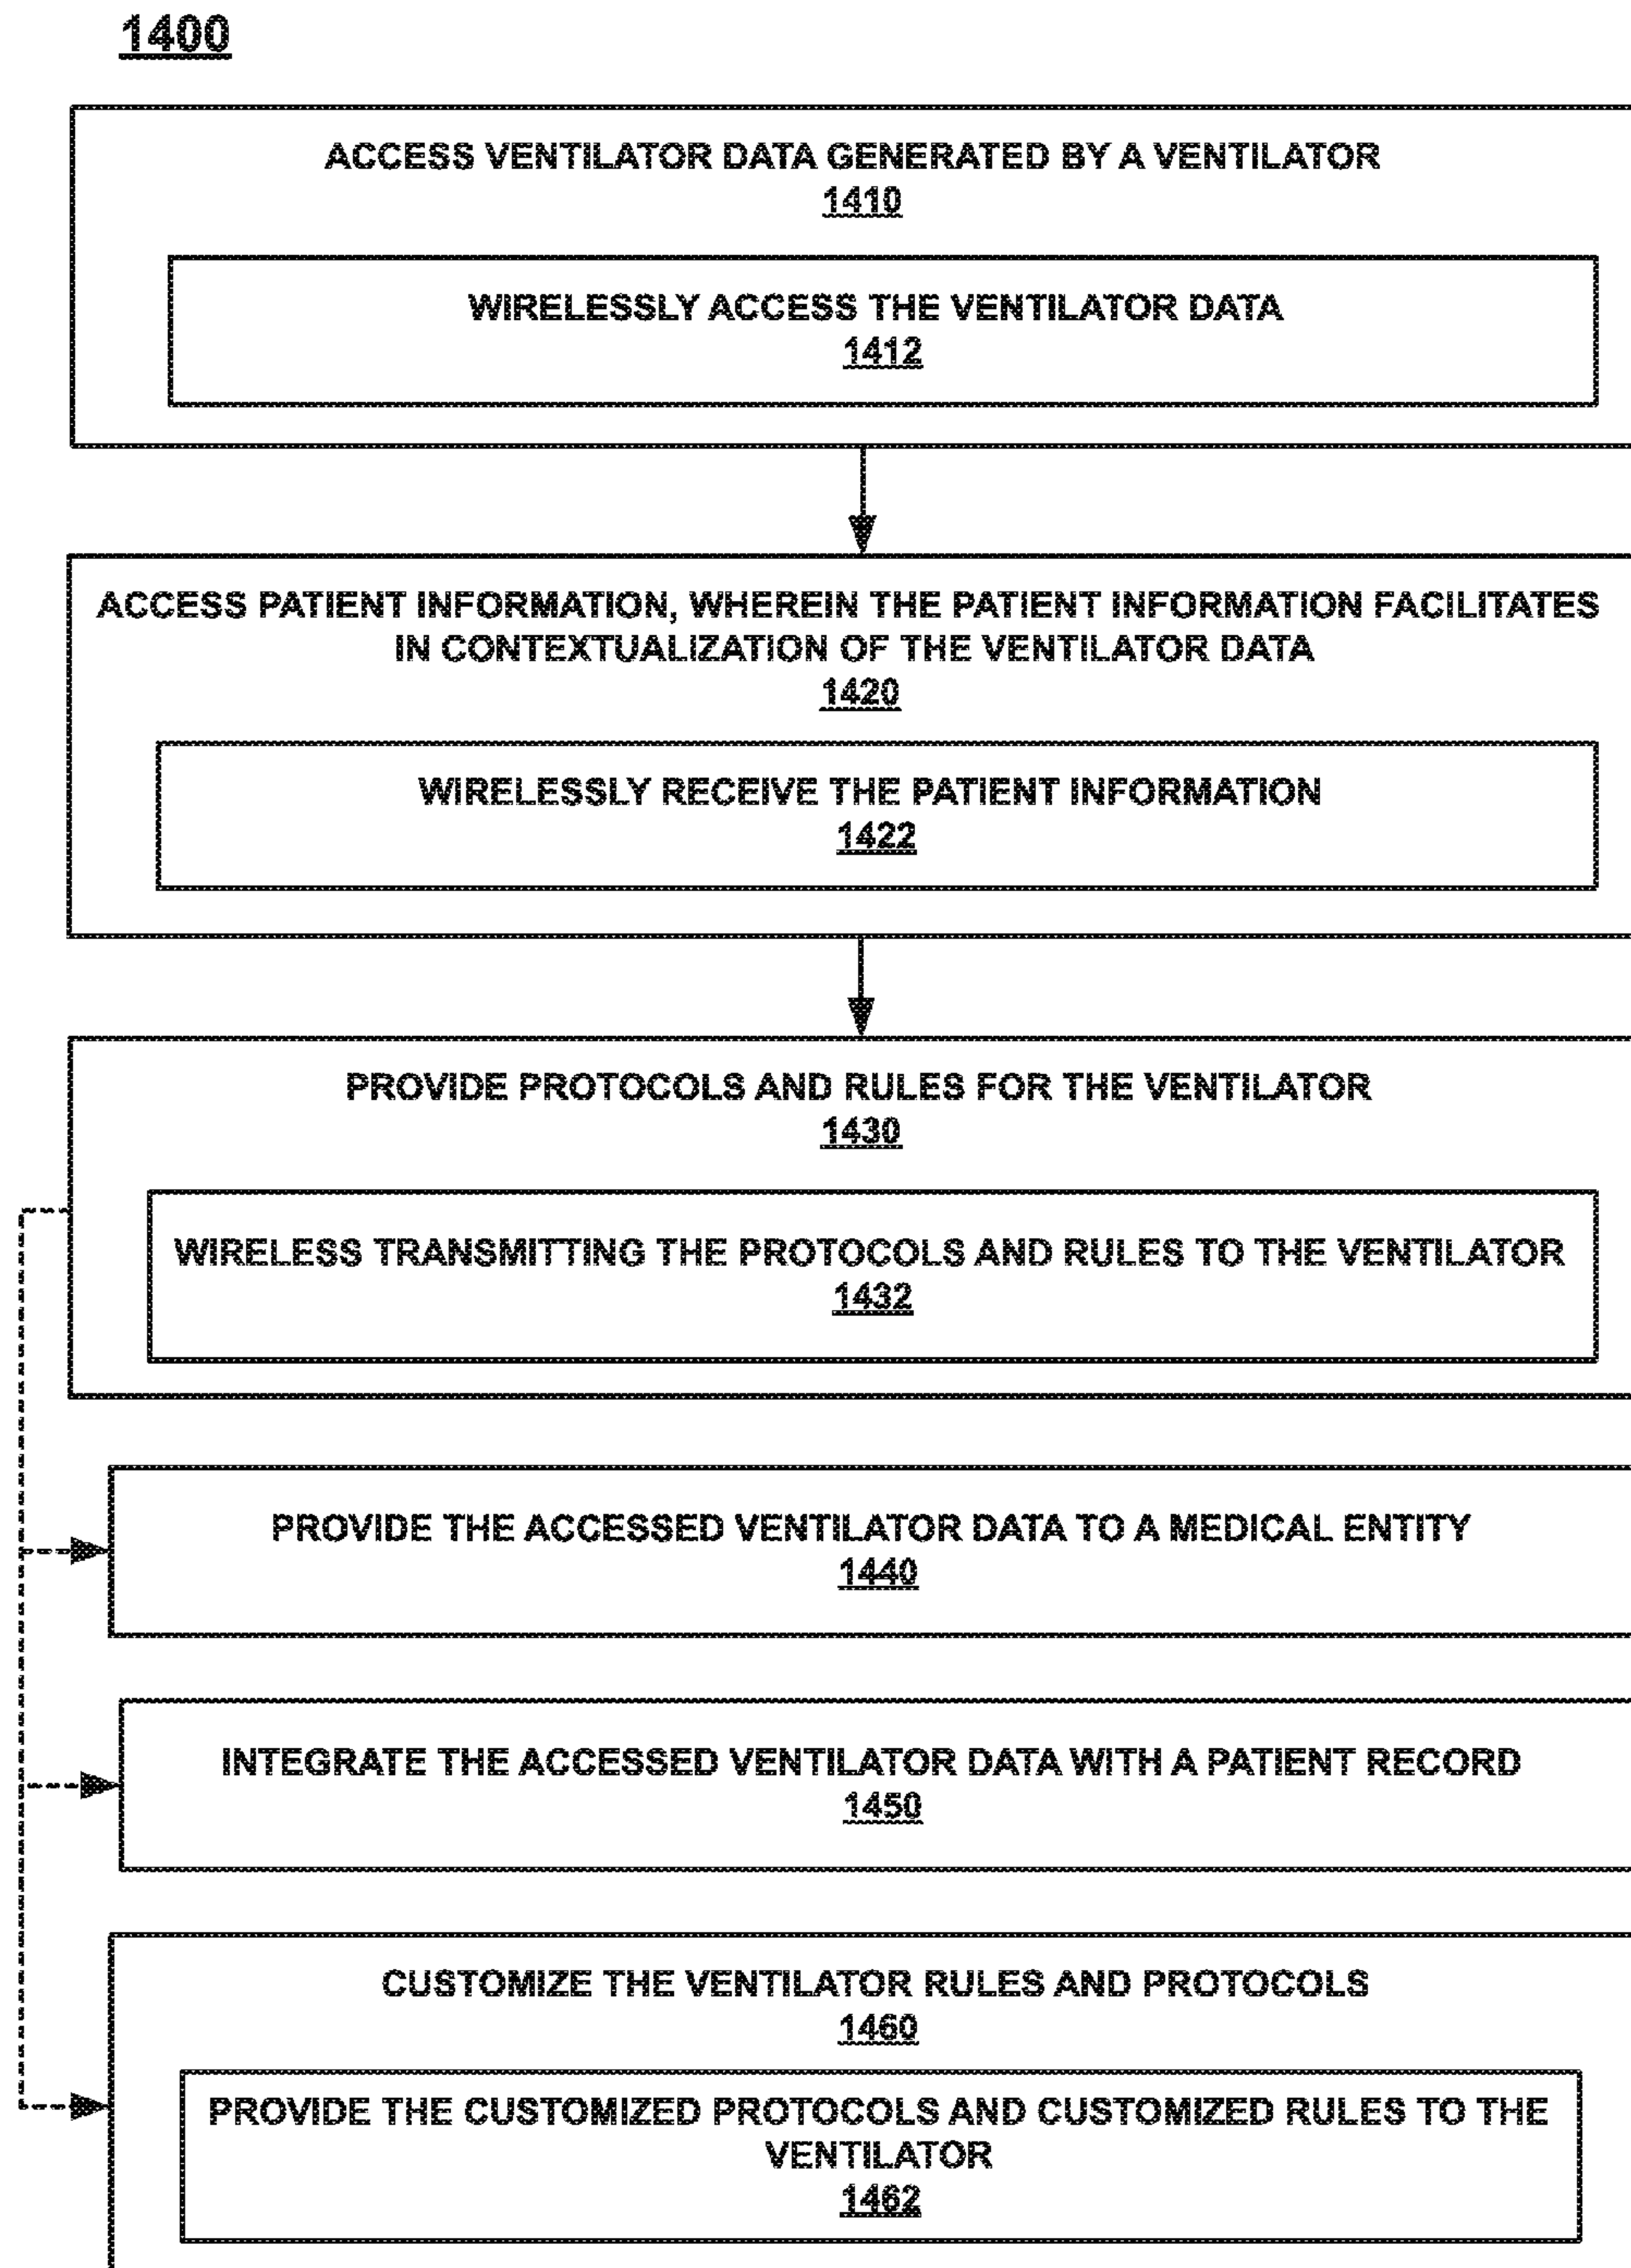 1400
ACCESS VENTILATOR DATA GENERATED BY A VENTILATOR
1410
WIRELESSLY ACCESS THE VENTILATOR DATA
1412
ACCESS PATIENT INFORMATION, WHEREIN THE PATIENT INFORMATION FACILITATES
IN CONTEXTUALIZATION OF THE VENTILATOR DATA
1420
WIRELESSLY RECEIVE THE PATIENT INFORMATION
1422
PROVIDE PROTOCOLS AND RULES FOR THE VENTILATOR
1430
WIRELESS TRANSMITTING THE PROTOCOLS AND RULES TO THE VENTILATOR
1432
PROVIDE THE ACCESSED VENTILATOR DATA TO A MEDICAL ENTITY
1440
INTEGRATE THE ACCESSED VENTILATOR DATA WITH A PATIENT RECORD
1450
CUSTOMIZE THE VENTILATOR RULES AND PROTOCOLS
1460
PROVIDE THE CUSTOMIZED PROTOCOLS AND CUSTOMIZED RULES TO THE
VENTILATOR
1462